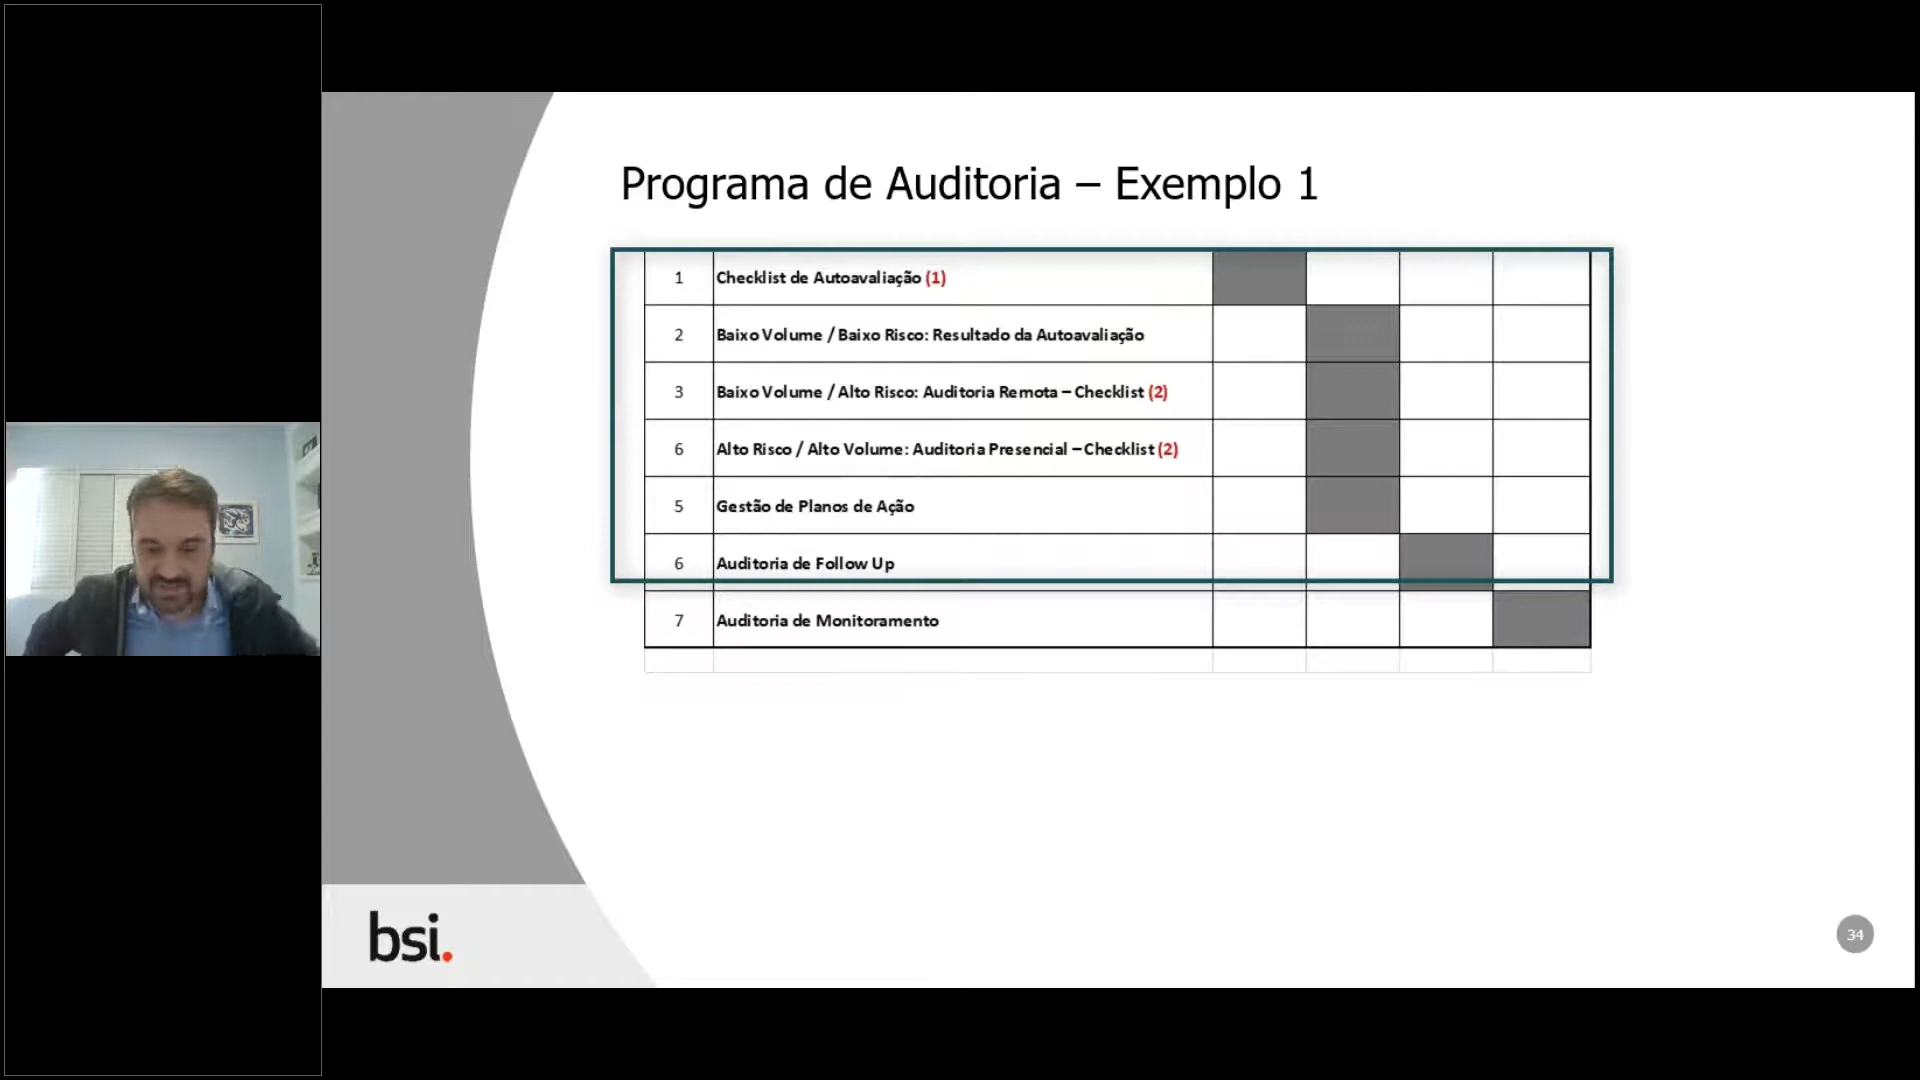 Programa de Auditoria – Exemplo 1
1 Checklist de Autoavaliação (1)
2 Baixo Volume / Baixo Risco: Resultado da Autoavaliação
3 Baixo Volume / Alto Risco: Auditoria Remota – Checklist (2)
6 Alto Risco / Alto Volume: Auditoria Presencial – Checklist (2)
5 Gestão de Planos de Ação
6 Auditoria de Follow Up
7 Auditoria de Monitoramento
bsi.
34